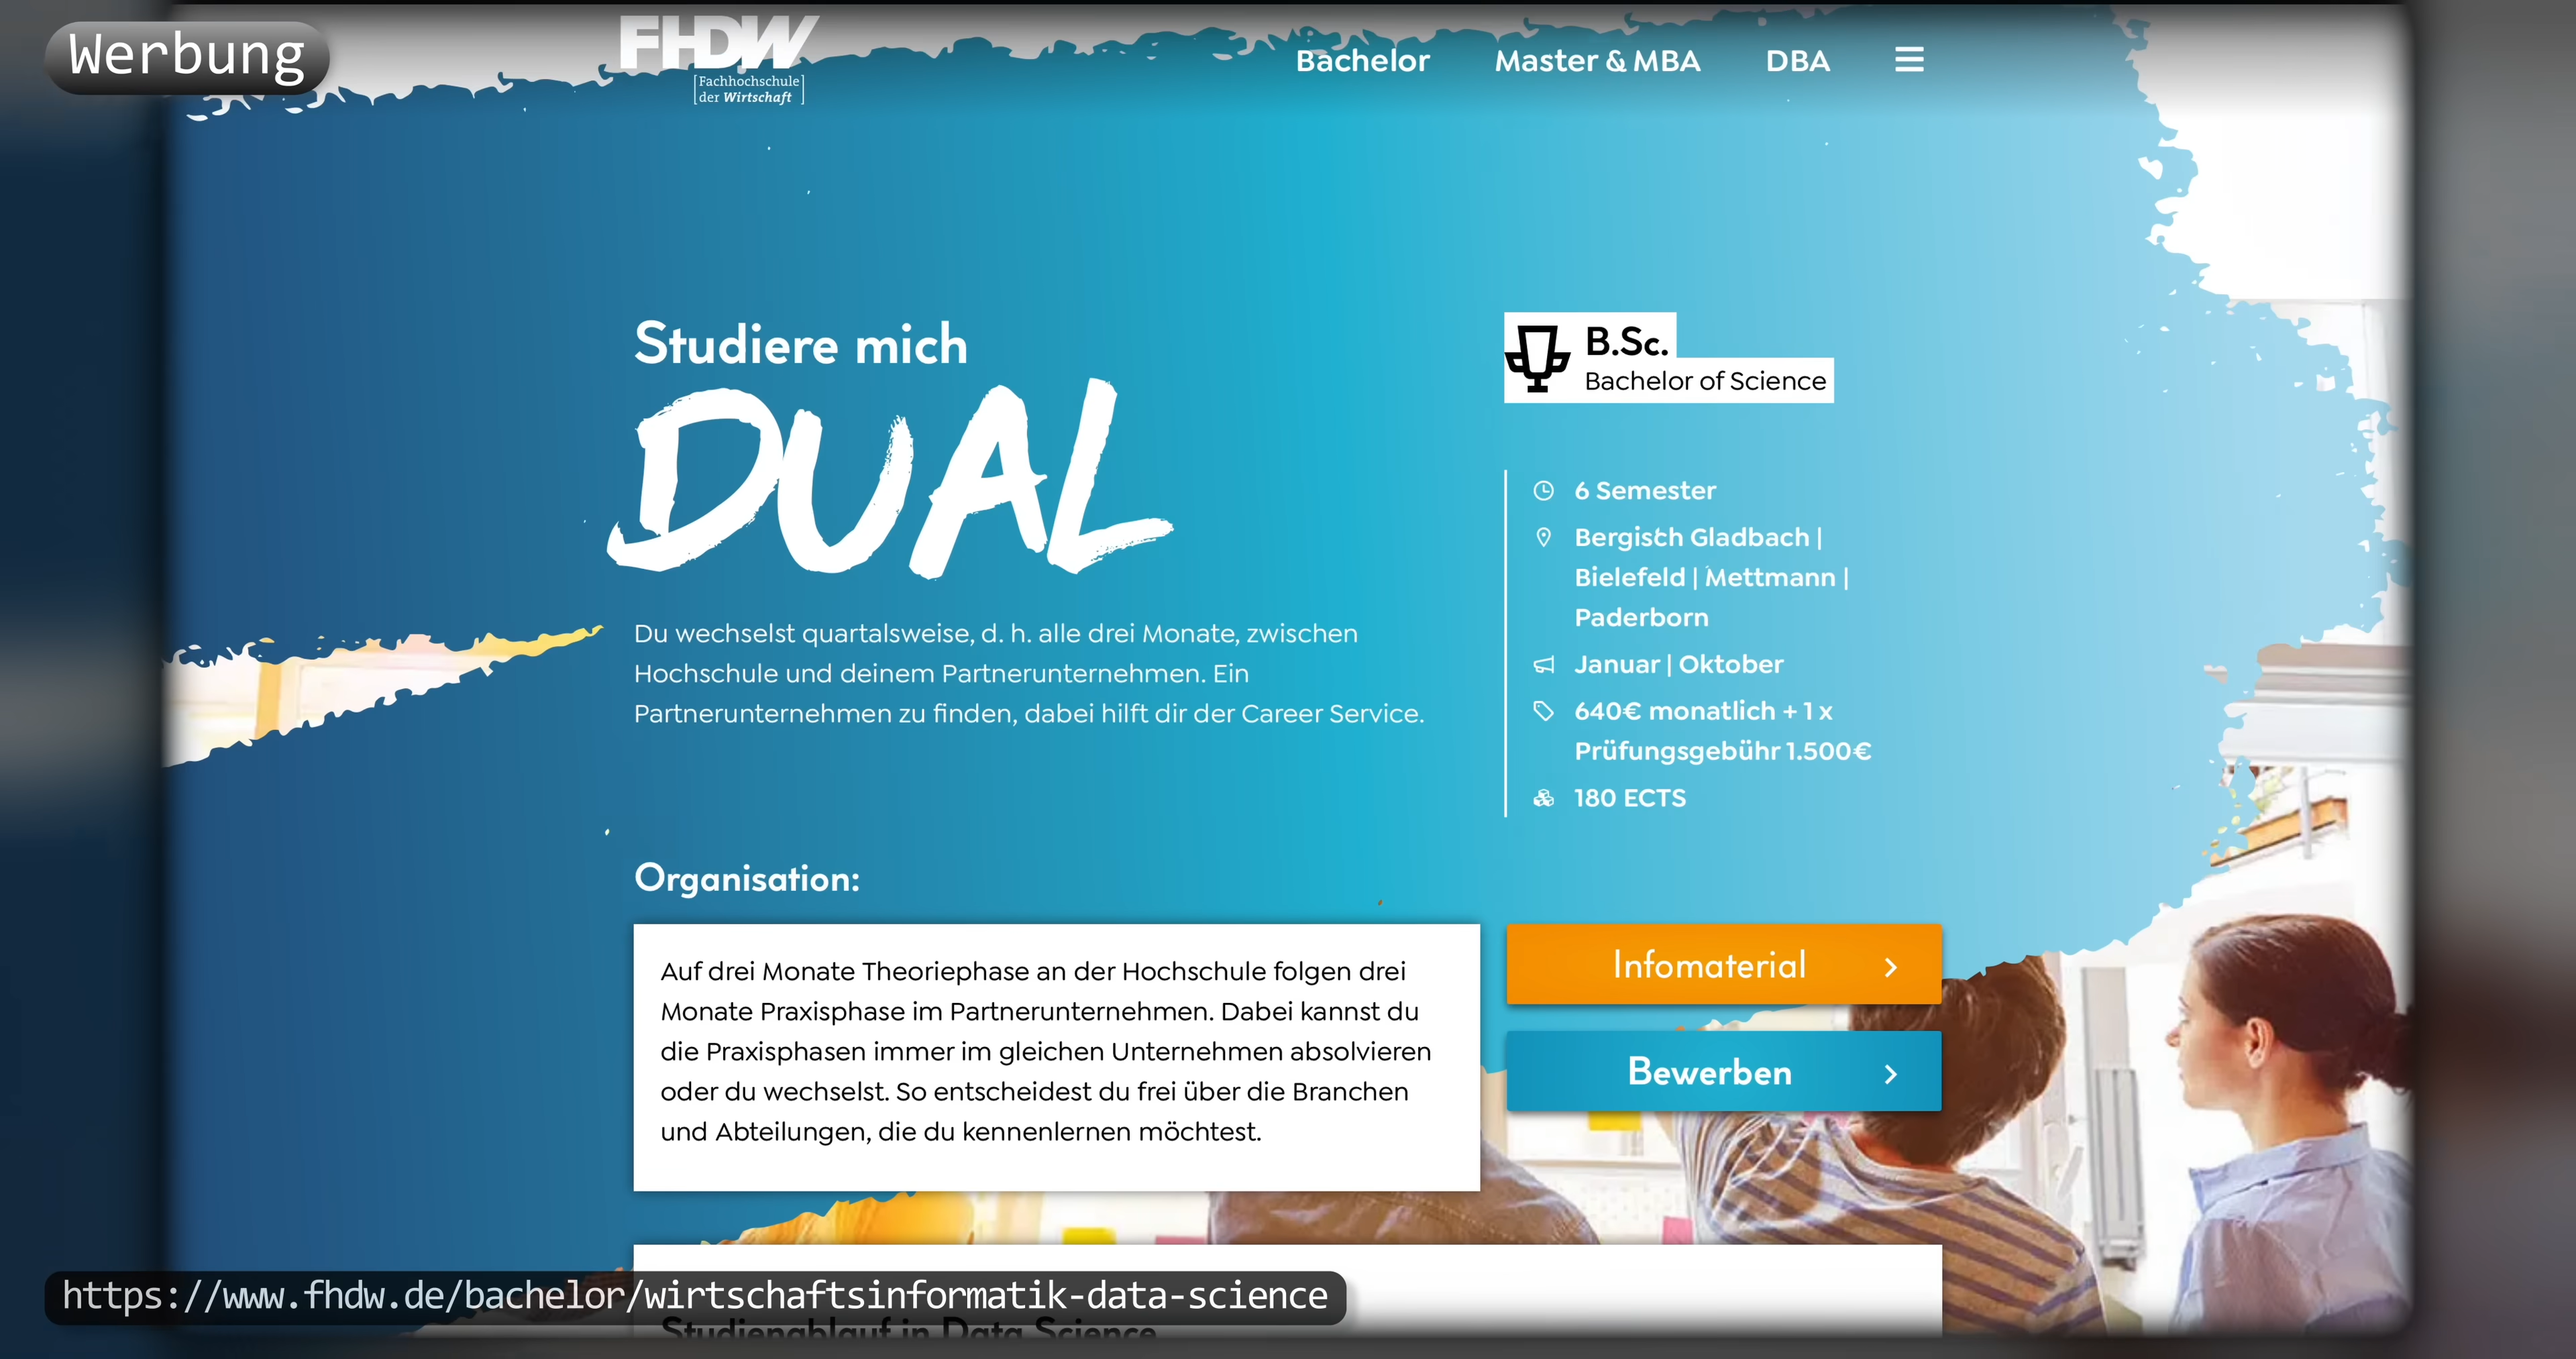 Werbung
FHDW
[Fachhochschule
der Wirtschaft]
Bachelor
Master & MBA
DBA
Studiere mich
DUAL
Du wechselst quartalsweise, d. h. alle drei Monate, zwischen
Hochschule und deinem Partnerunternehmen. Ein
Partnerunternehmen zu finden, dabei hilft dir der Career Service.
B.Sc.
Bachelor of Science
6 Semester
Bergisch Gladbach |
Bielefeld | Mettmann |
Paderborn
Januar | Oktober
640€ monatlich + 1 x
Prüfungsgebühr 1.500€
180 ECTS
Organisation:
Auf drei Monate Theoriephase an der Hochschule folgen drei
Monate Praxisphase im Partnerunternehmen. Dabei kannst du
die Praxisphasen immer im gleichen Unternehmen absolvieren
oder du wechselst. So entscheidest du frei über die Branchen
und Abteilungen, die du kennenlernen möchtest.
Infomaterial
Bewerben
https://www.fhdw.de/bachelor/wirtschaftsinformatik-data-science
Studienablauf in Data Science